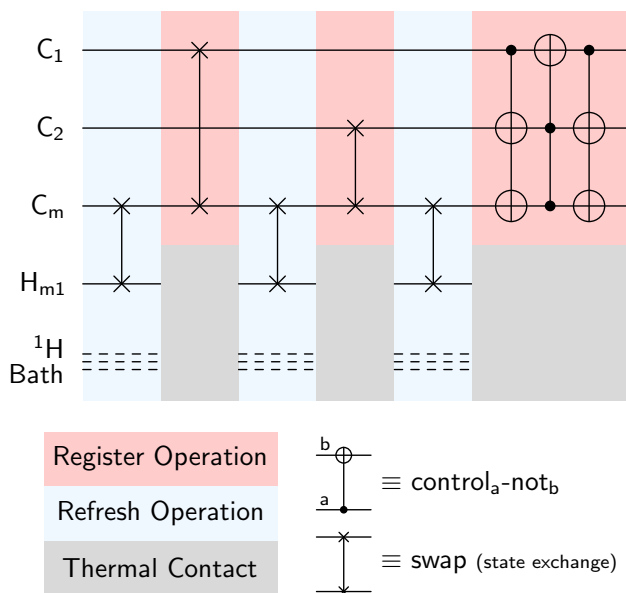 C1
C2
Cm
Hm1
1H
Bath
Register Operation
Refresh Operation
Thermal Contact
b
a
≡ controla-notb
≡ swap (state exchange)